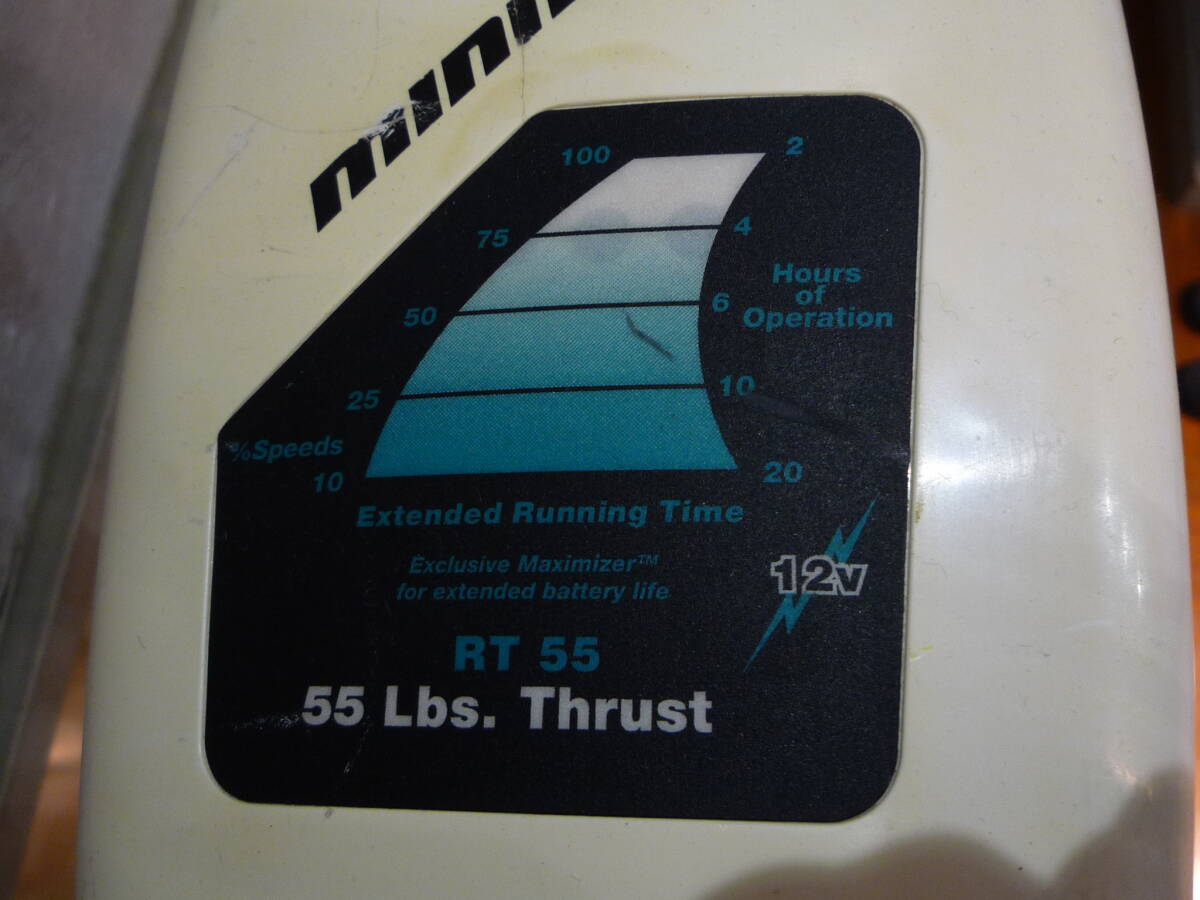 100 2
75 4
Hours
of
Operation
50 6
25 10
%Speeds
10 20
Extended Running Time
Exclusive Maximizer™
for extended battery life
12v
RT 55
55 Lbs. Thrust